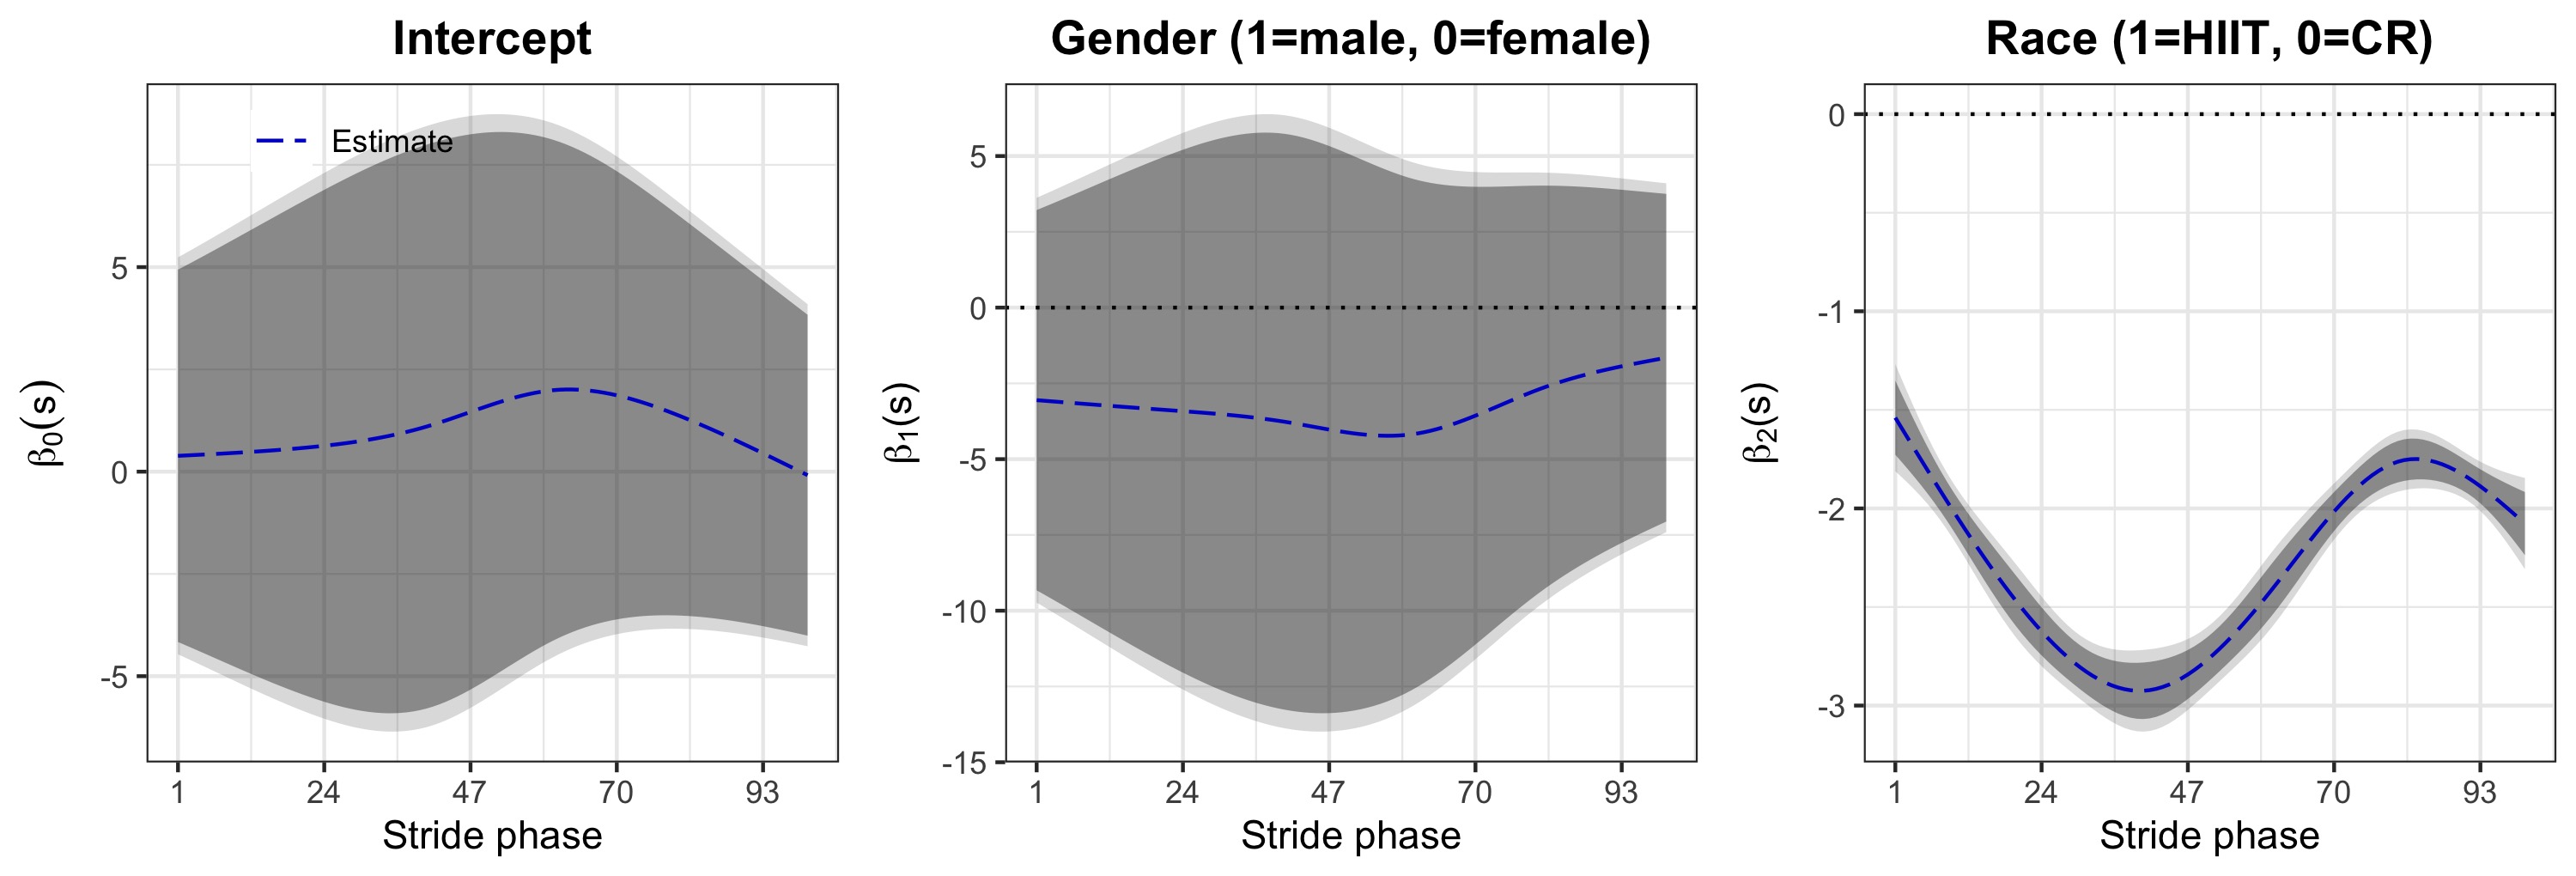 Intercept
Estimate
5
0
-5
β0(s)
1 24 47 70 93
Stride phase
Gender (1=male, 0=female)
5
0
-5
-10
-15
β1(s)
1 24 47 70 93
Stride phase
Race (1=HIIT, 0=CR)
0
-1
-2
-3
β2(s)
1 24 47 70 93
Stride phase